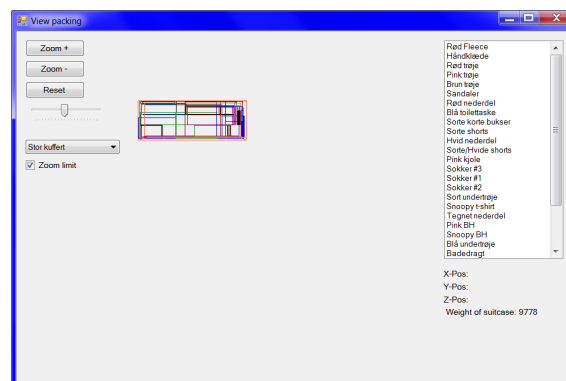 View packing
Zoom +
Zoom -
Reset
Stor kuffert
Zoom limit
Rød Fleece
Håndklæde
Rød trøje
Pink trøje
Brun trøje
Sandaler
Rød nederdel
Blå toilettaske
Sorte korte bukser
Sorte shorts
Hvid nederdel
Sorte/Hvide shorts
Pink kjole
Sokker #3
Sokker #1
Sokker #2
Sort undertrøje
Snoopy t-shirt
Tegnet nederdel
Pink BH
Snoopy BH
Blå undertrøje
Badedragt
X-Pos:
Y-Pos:
Z-Pos:
Weight of suitcase: 9778